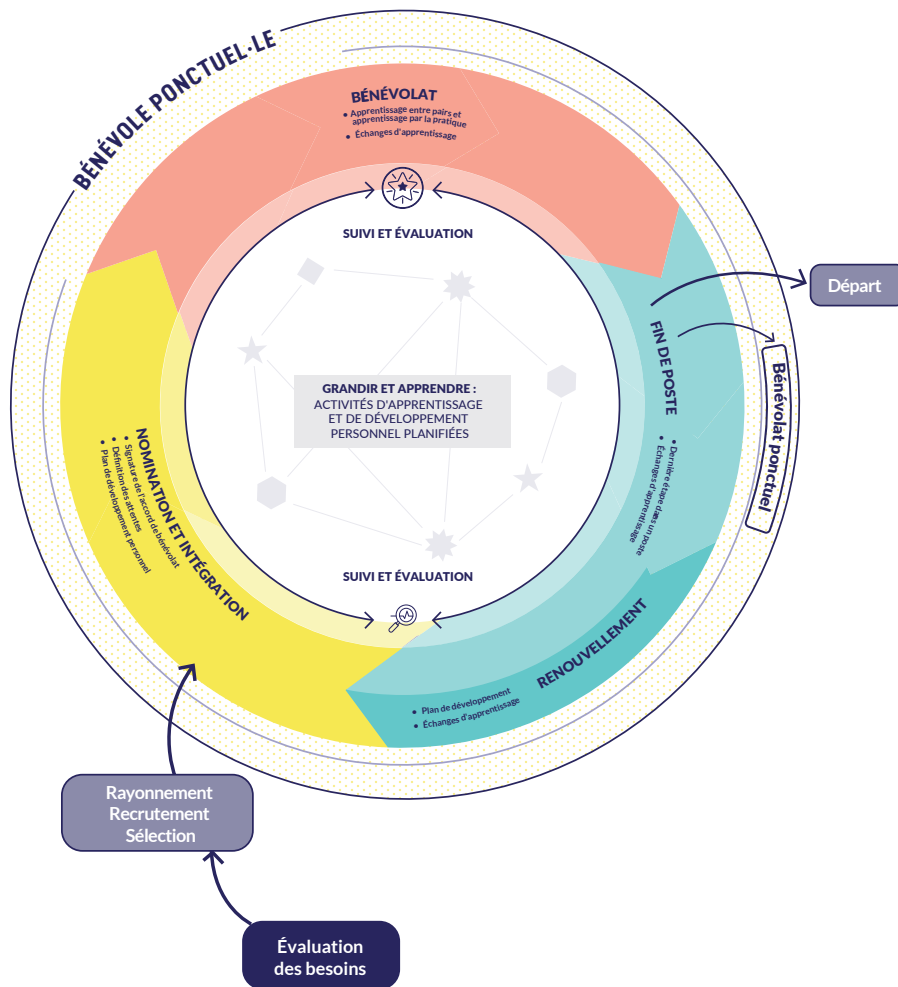 BÉNÉVOLE PONCTUEL·LE
BÉNÉVOLAT
• Apprentissage entre pairs et
apprentissage par la pratique
• Échanges d'apprentissage
SUIVI ET ÉVALUATION
Départ
FIN DE POSTE
• Dernière étape dans un poste
• Échanges d'apprentissage
Bénévolat ponctuel
GRANDIR ET APPRENDRE :
ACTIVITÉS D'APPRENTISSAGE
ET DE DÉVELOPPEMENT
PERSONNEL PLANIFIÉES
NOMINATION ET INTÉGRATION
• Signature de l'accord de bénévolat
• Définition des attentes
• Plan de développement personnel
SUIVI ET ÉVALUATION
RENOUVELLEMENT
• Plan de développement
• Échanges d'apprentissage
Rayonnement
Recrutement
Sélection
Évaluation
des besoins